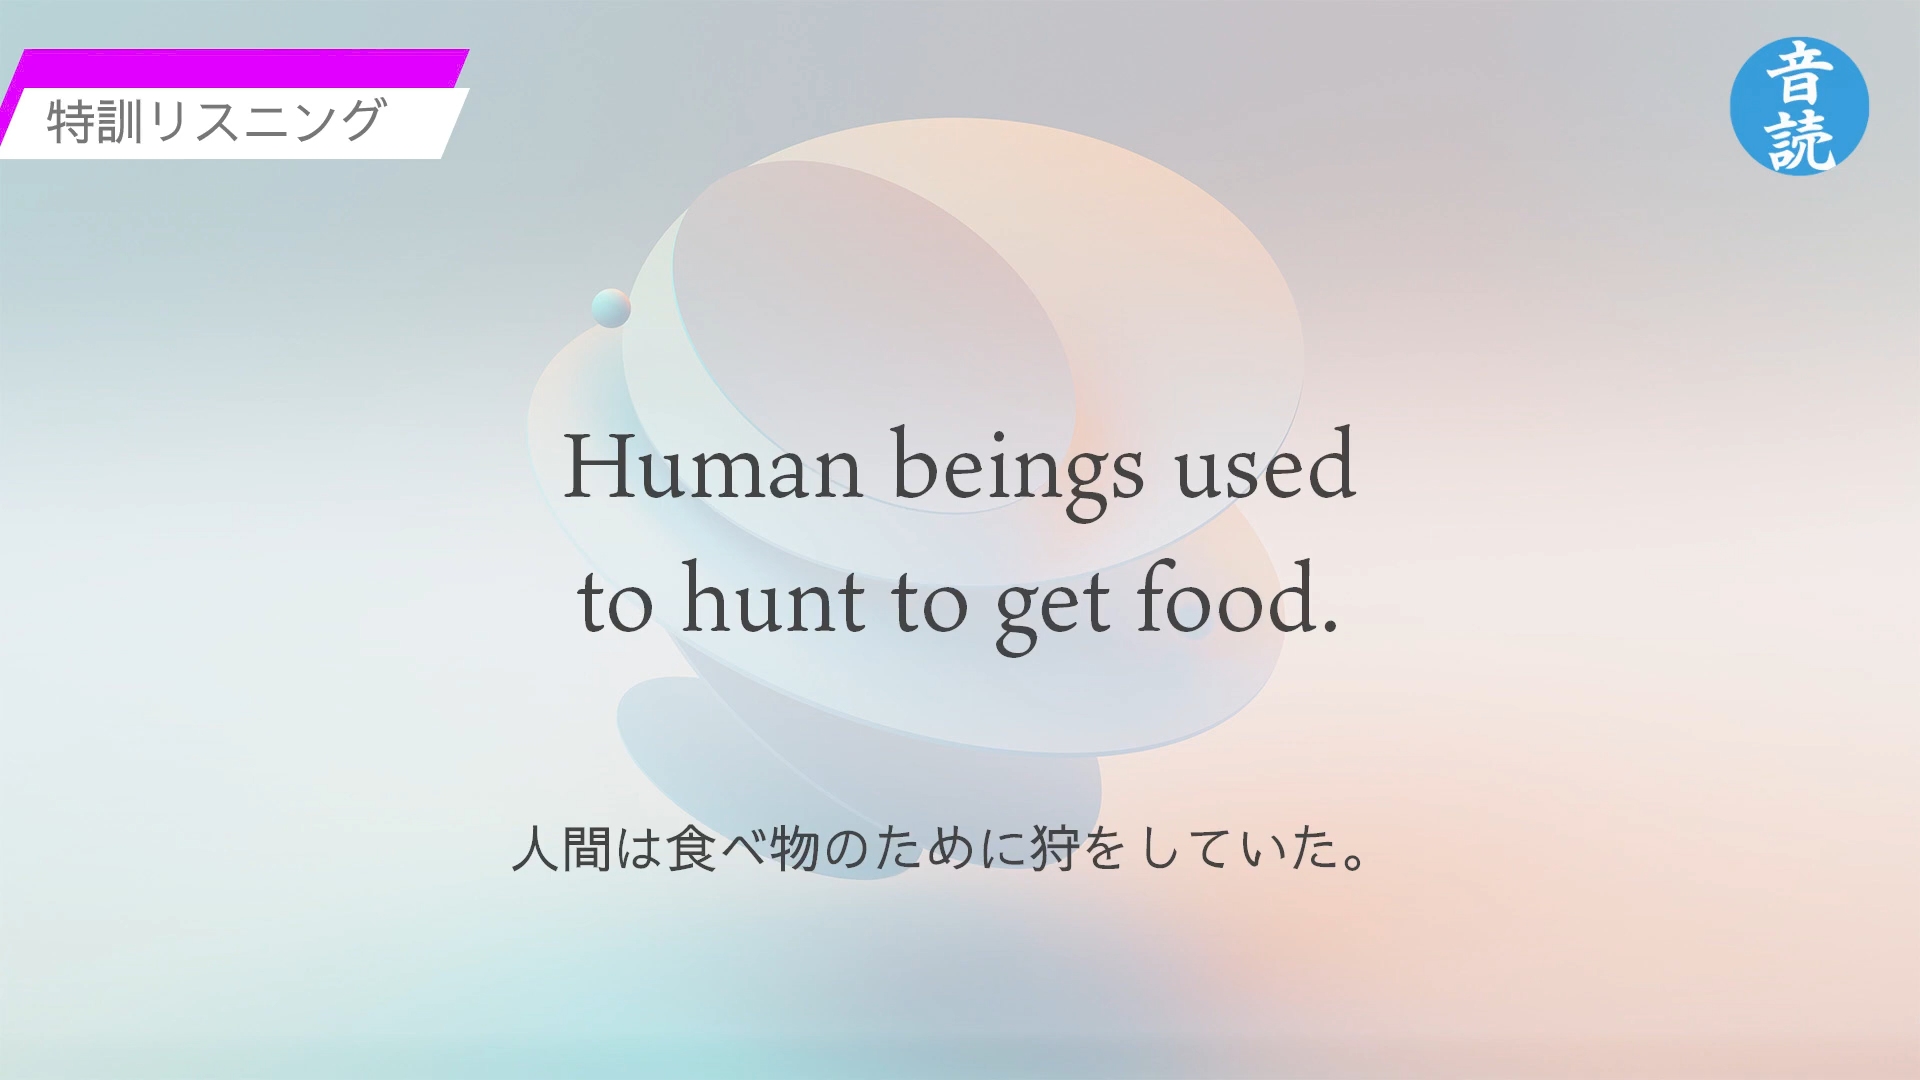 特訓リスニング
音
読
Human beings used
to hunt to get food.
人間は食べ物のために狩をしていた。